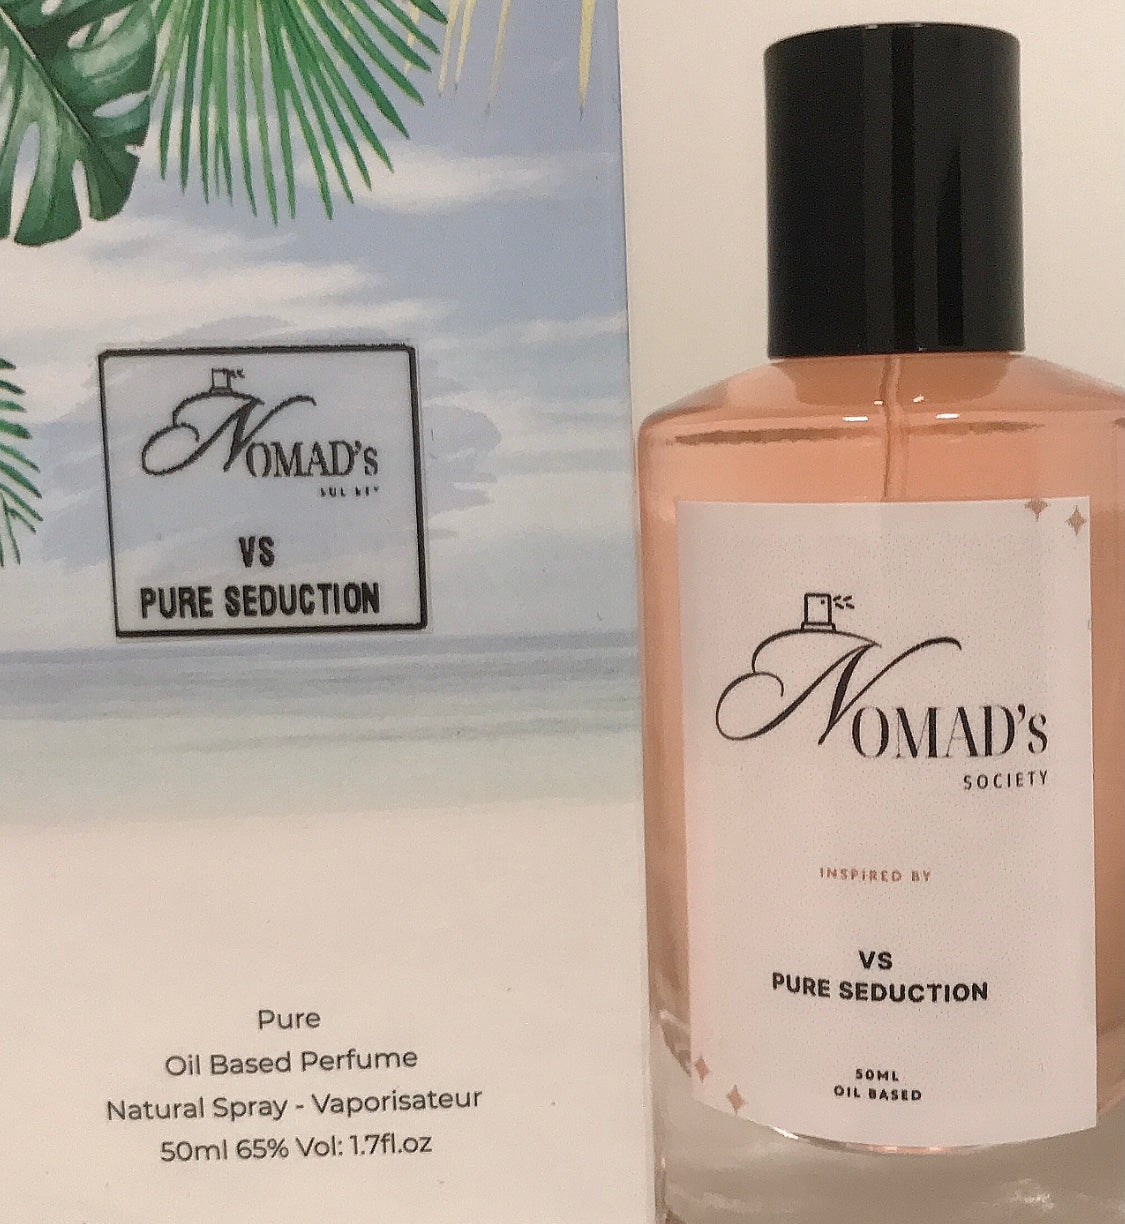 NOMAD's
VS
PURE SEDUCTION
Pure
Oil Based Perfume
Natural Spray - Vaporisateur
50ml 65% Vol: 1.7fl.oz
NOMAD's
SOCIETY
INSPIRED BY
VS
PURE SEDUCTION
50ML
OIL BASED